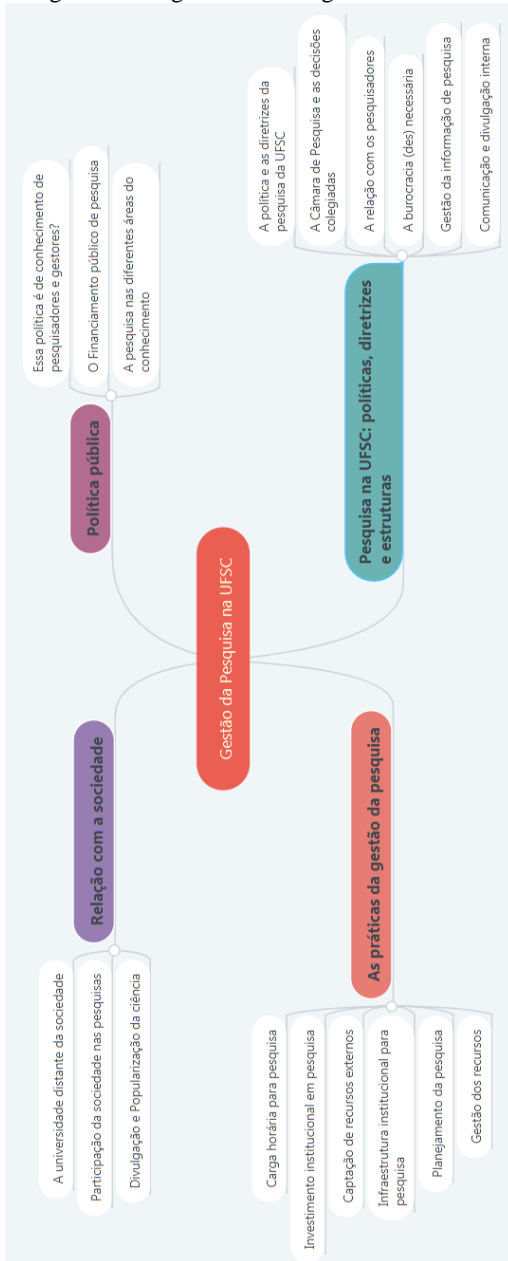 A universidade distante da sociedade
Participação da sociedade nas pesquisas
Divulgação e Popularização da ciência
Relação com a sociedade
Política pública
Essa política é de conhecimento de
pesquisadores e gestores?
O Financiamento público de pesquisa
A pesquisa nas diferentes áreas do
conhecimento
Gestão da Pesquisa na UFSC
Carga horária para pesquisa
Investimento institucional em pesquisa
Captação de recursos externos
Infraestrutura institucional para
pesquisa
Planejamento da pesquisa
Gestão dos recursos
As práticas da gestão da pesquisa
Pesquisa na UFSC: políticas, diretrizes
e estruturas
A política e as diretrizes da
pesquisa da UFSC
A Câmara de Pesquisa e as decisões
colegiadas
A relação com os pesquisadores
A burocracia (des) necessária
Gestão da informação de pesquisa
Comunicação e divulgação interna